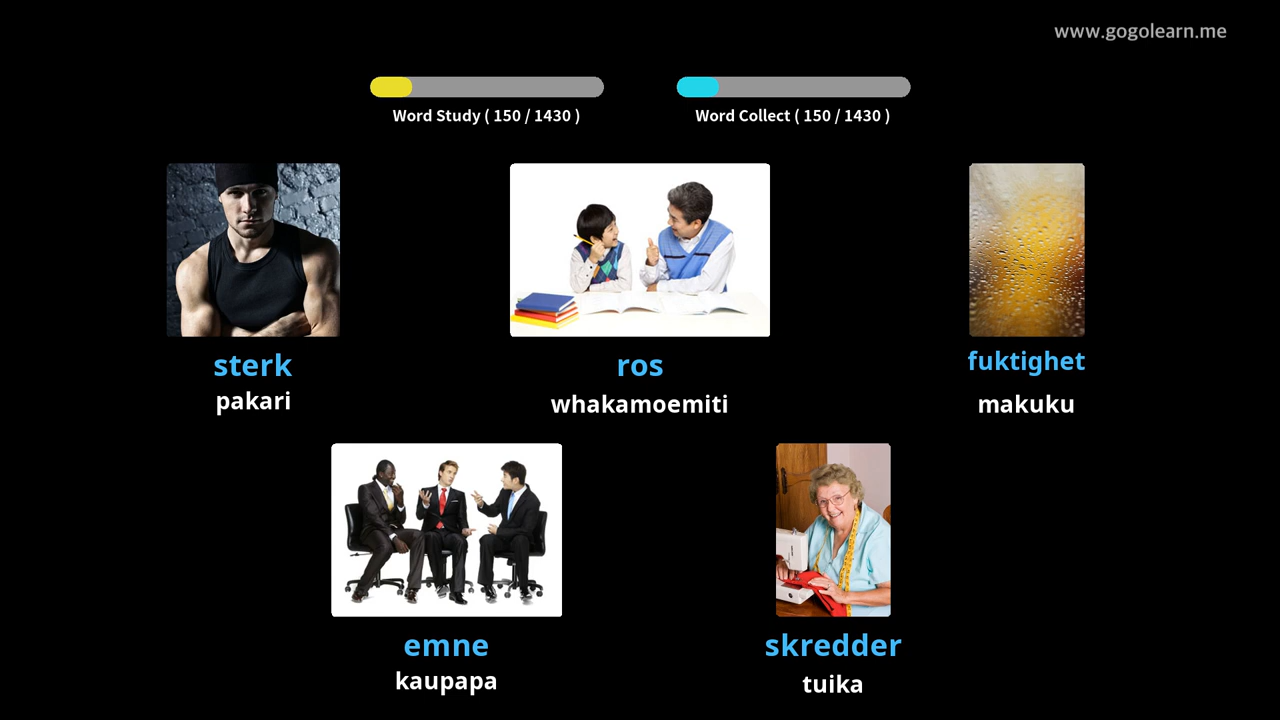 www.gogolearn.me
Word Study ( 150 / 1430 )
Word Collect ( 150 / 1430 )
sterk
pakari
ros
whakamoemiti
fuktighet
makuku
emne
kaupapa
skredder
tuika